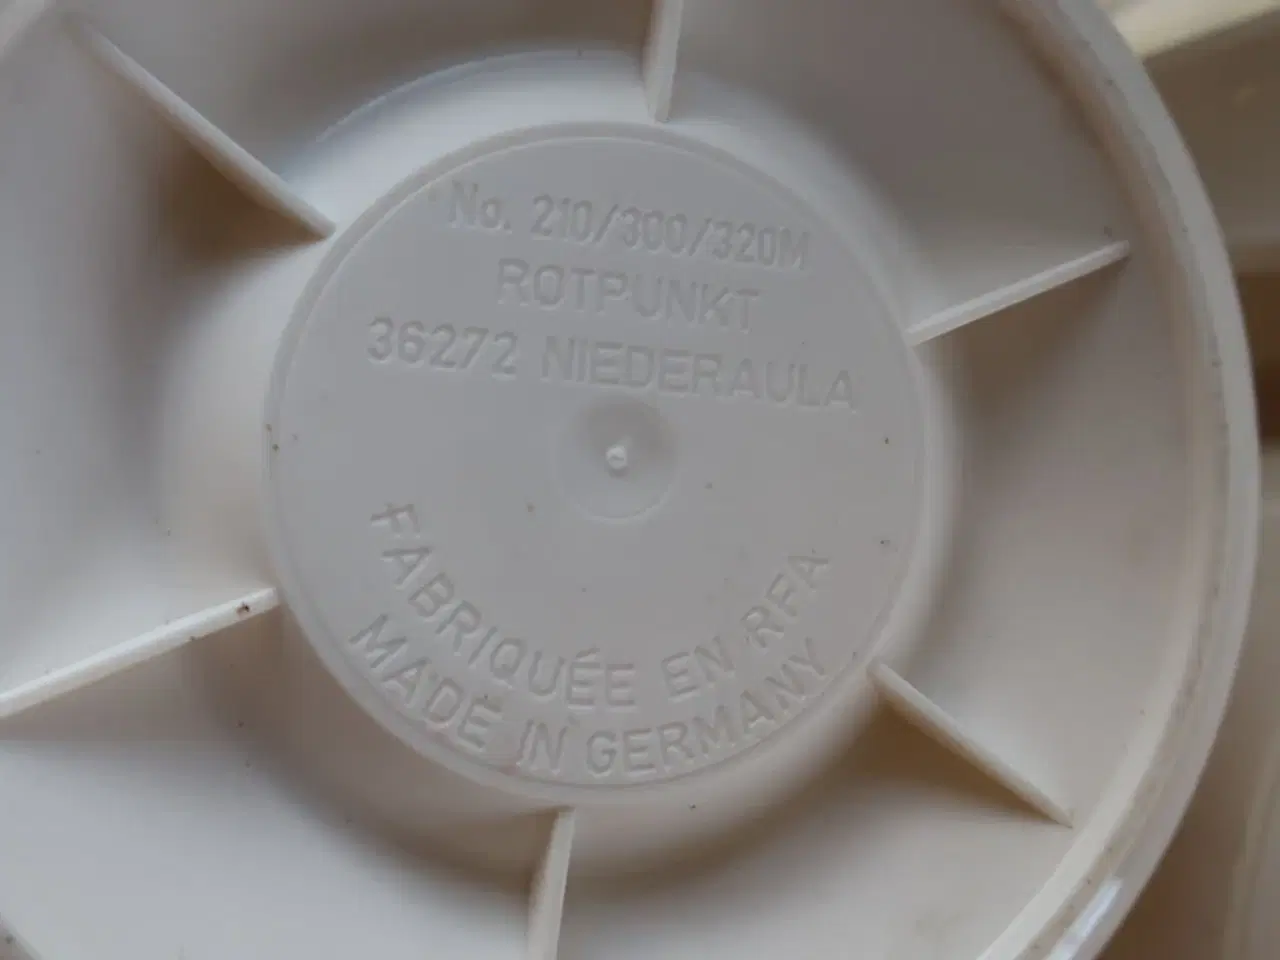 No. 210/300/320M
ROTPUNKT
36272 NIEDERAULA
FABRIQUÉE EN RFA
MADE IN GERMANY